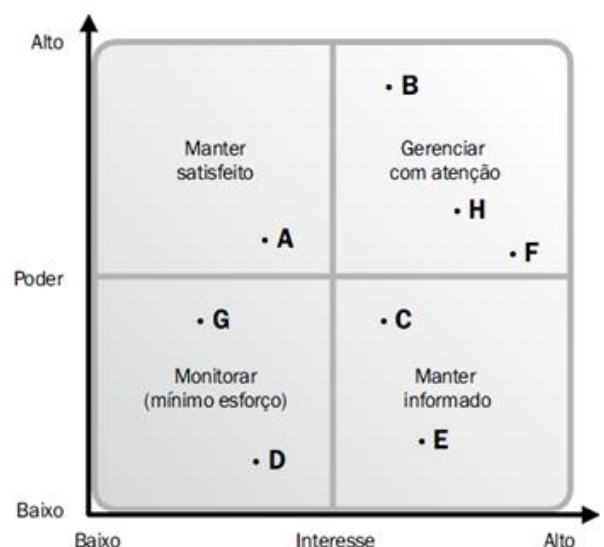 Alto
B
Manter
satisfeito
Gerenciar
com atenção
H
A
F
Poder
G
C
Monitorar
(mínimo esforço)
Manter
informado
E
D
Baixo
Baixo
Interesse
Alto